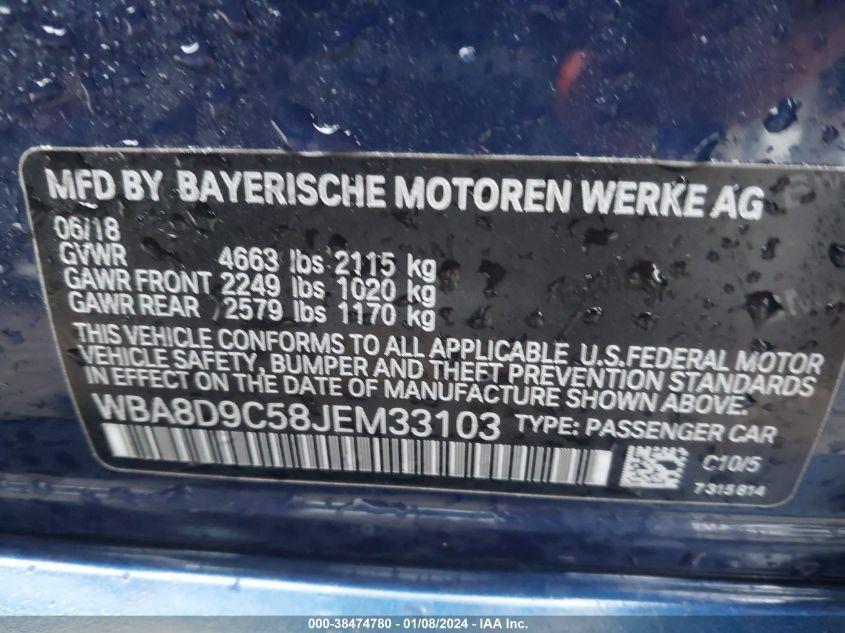 MFD BY BAYERISCHE MOTOREN WERKE AG
06/18
GVWR 4663 lbs 2115 kg
GAWR FRONT 2249 lbs 1020 kg
GAWR REAR 2579 lbs 1170 kg
THIS VEHICLE CONFORMS TO ALL APPLICABLE U.S.FEDERAL MOTOR
VEHICLE SAFETY, BUMPER AND THEFT PREVENTION STANDARDS
IN EFFECT ON THE DATE OF MANUFACTURE SHOWN ABOVE.
WBA8D9C58JEM33103 TYPE: PASSENGER CAR
C10/5
7315814
000-38474780 - 01/08/2024 - IAA Inc.